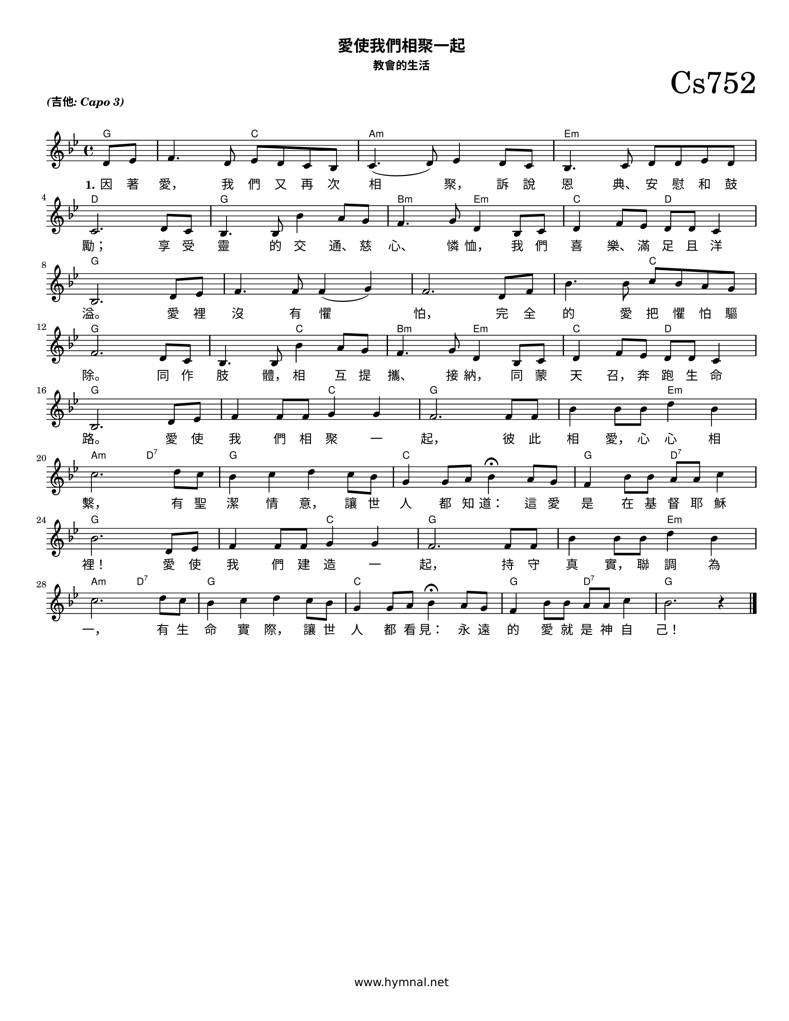 愛使我們相聚一起
教會的生活
Cs752
(吉他: Capo 3)
G C Am Em
1. 因 著 愛， 我 們 又 再 次 相 聚， 訴 說 恩 典、 安 慰 和 鼓
4 D G Bm Em C D
勵； 享 受 靈 的 交 通、 慈 心、 憐 恤， 我 們 喜 樂、 滿 足 且 洋
8 G C
溢。 愛 裡 沒 有 懼 怕， 完 全 的 愛 把 懼 怕 驅
12 G C Bm Em C D
除。 同 作 肢 體， 相 互 提 攜、 接 納， 同 蒙 天 召， 奔 跑 生 命
16 G C G Em
路。 愛 使 我 們 相 聚 一 起， 彼 此 相 愛， 心 心 相
20 Am D7 G C G D7
繫， 有 聖 潔 情 意， 讓 世 人 都 知 道： 這 愛 是 在 基 督 耶 穌
24 G C G Em
裡！ 愛 使 我 們 建 造 一 起， 持 守 真 實， 聯 調 為
28 Am D7 G C G D7 G
一， 有 生 命 實 際， 讓 世 人 都 看 見： 永 遠 的 愛 就 是 神 自 己！
www.hymnal.net